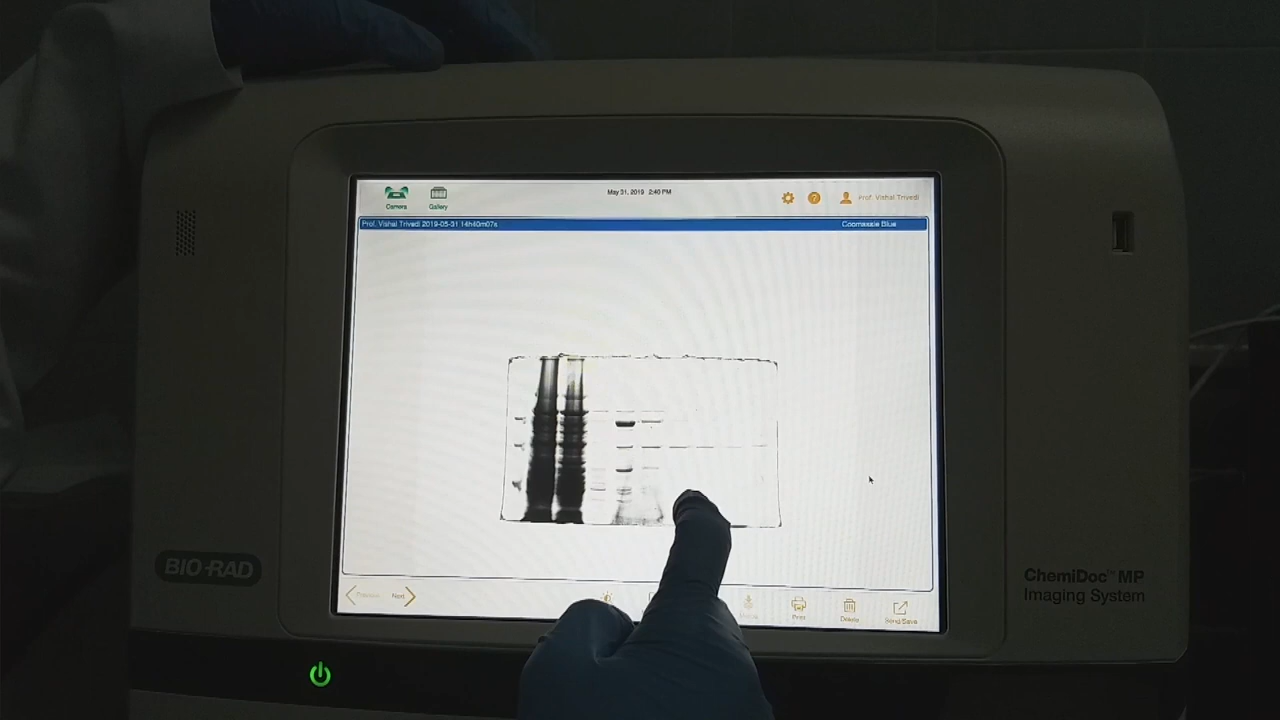 May 31, 2019 2:40 PM
Camera
Gallery
Prof. Vishal Trivedi
Prof. Vishal Trivedi 2019-05-31 14h40m07s
Coomassie Blue
BIO-RAD
ChemiDoc™ MP
Imaging System
Previous
Next
Print
Delete
Send/Save